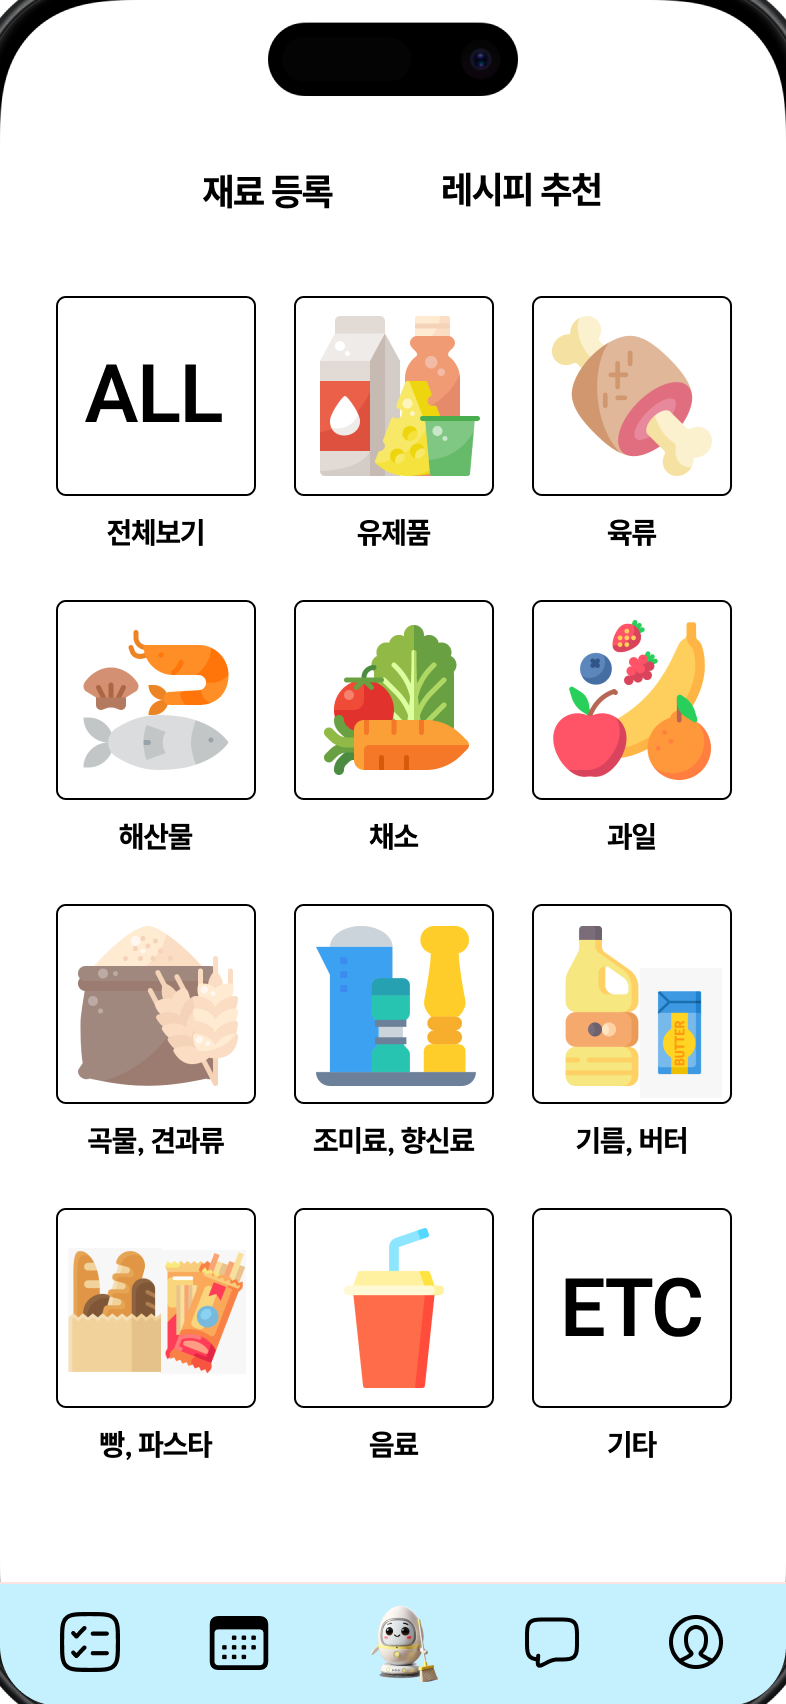 재료 등록 레시피 추천
ALL
전체보기 유제품 육류
해산물 채소 과일
BUTTER
곡물, 견과류 조미료, 향신료 기름, 버터
ETC
빵, 파스타 음료 기타